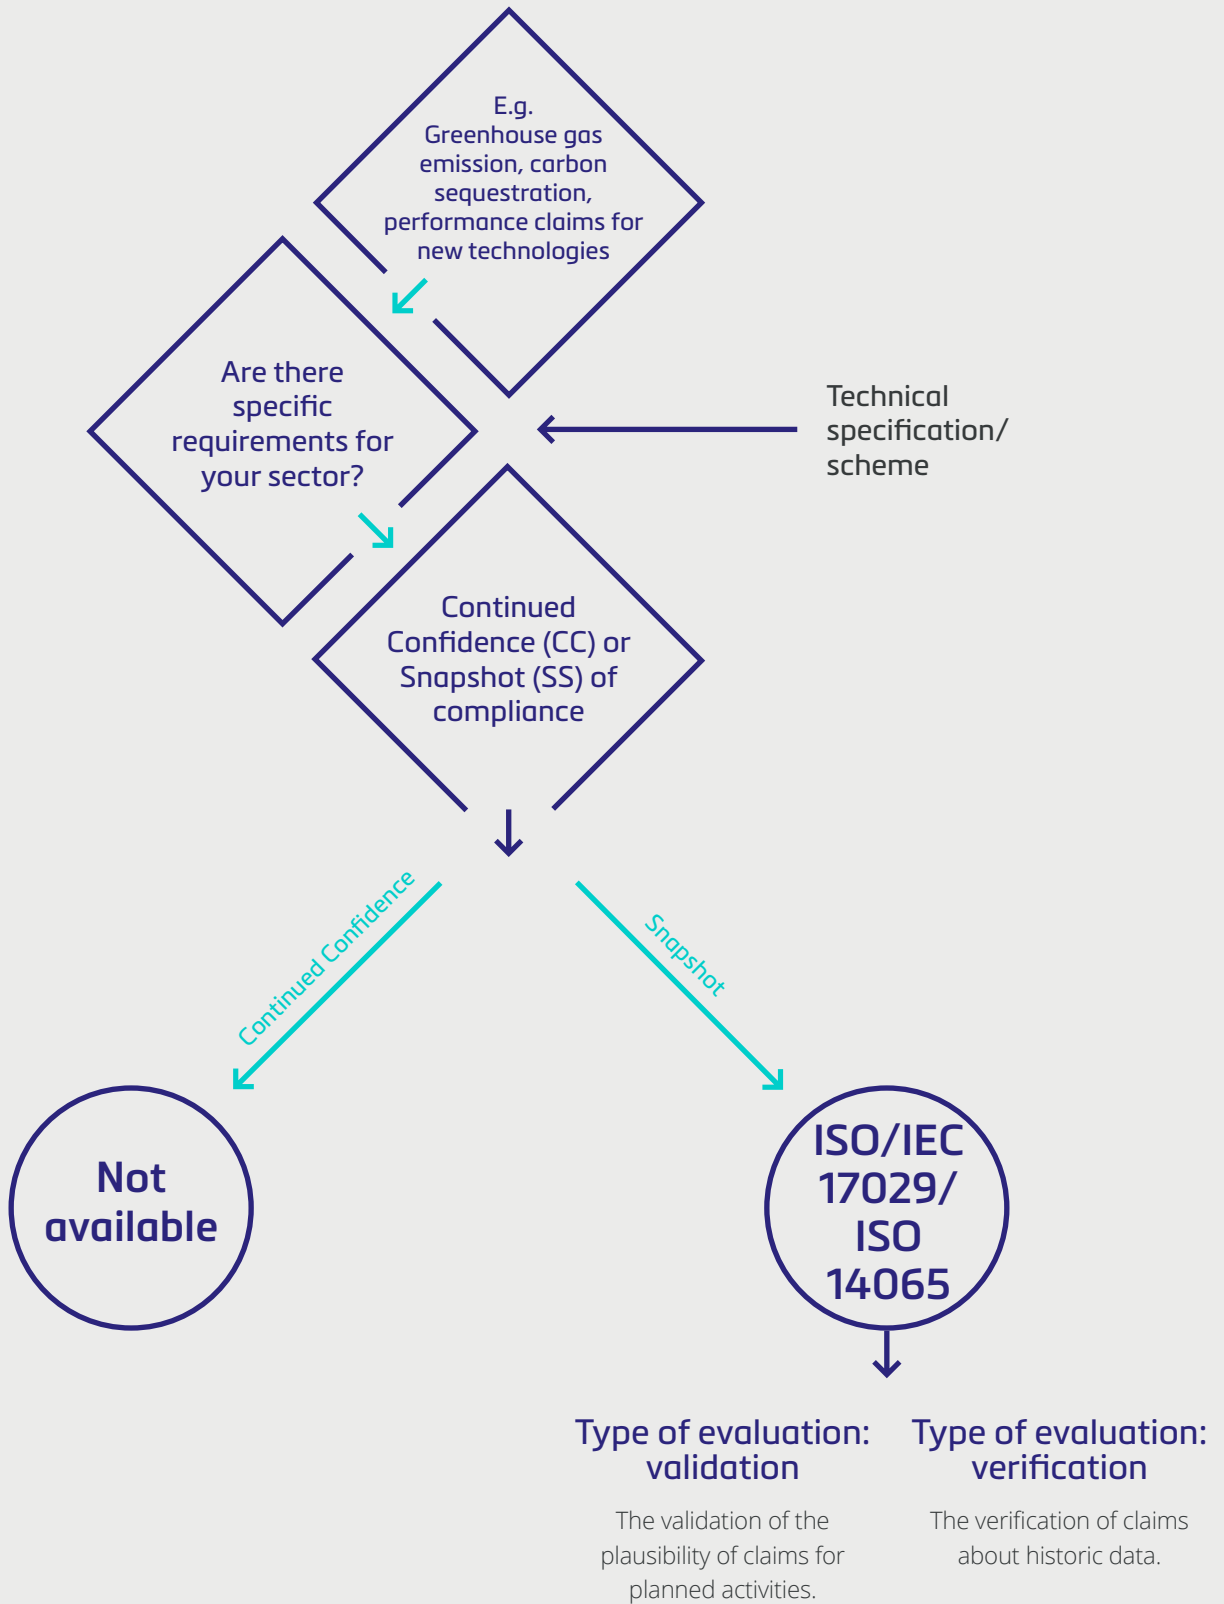 E.g.
Greenhouse gas
emission, carbon
sequestration,
performance claims for
new technologies
Are there
specific
requirements for
your sector?
Technical
specification/
scheme
Continued
Confidence (CC) or
Snapshot (SS) of
compliance
Continued Confidence
Snapshot
Not
available
ISO/IEC
17029/
ISO
14065
Type of evaluation:
validation
The validation of the
plausibility of claims for
planned activities.
Type of evaluation:
verification
The verification of claims
about historic data.